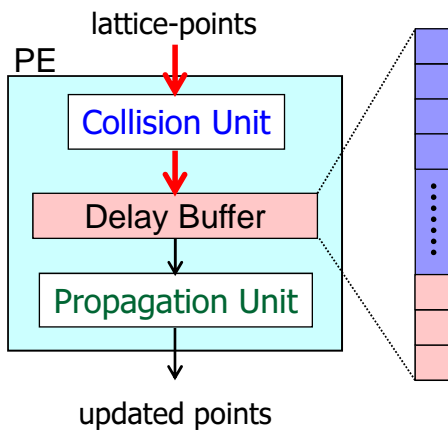 lattice-points
PE
Collision Unit
Delay Buffer
Propagation Unit
updated points